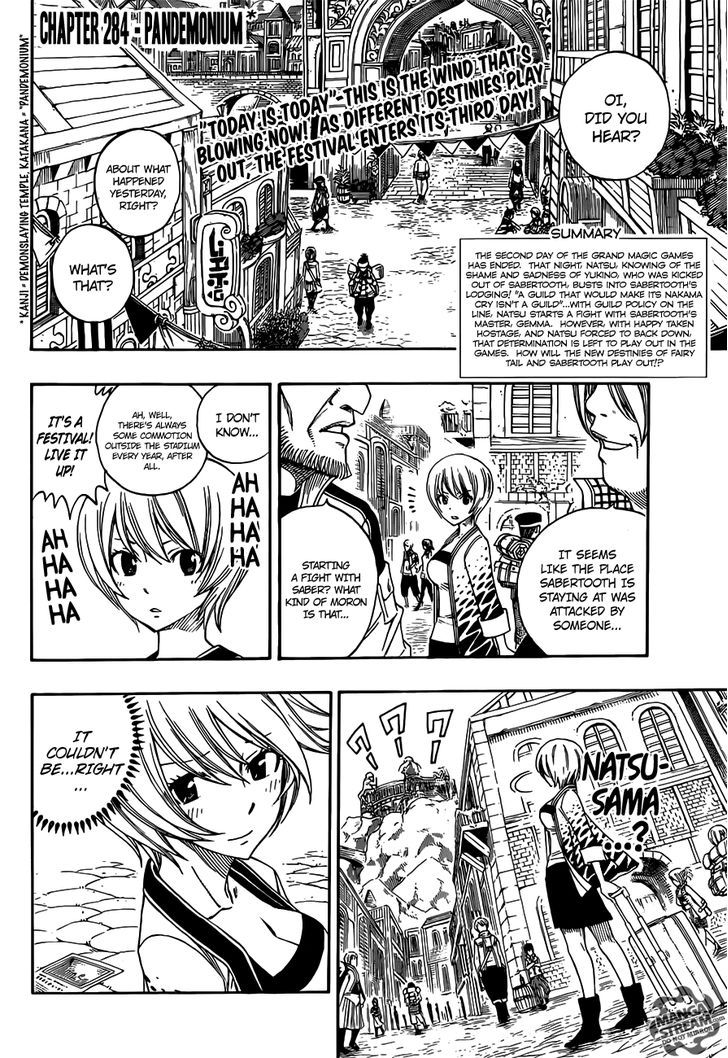 CHAPTER 284 - PANDEMONIUM*
* KANJI = DEMONSLAYING TEMPLE, KATAKANA = "PANDEMONIUM"
"TODAY IS TODAY"-THIS IS THE WIND THAT'S
BLOWING NOW! AS DIFFERENT DESTINIES PLAY
OUT, THE FESTIVAL ENTERS ITS THIRD DAY!
OI,
DID YOU
HEAR?
ABOUT WHAT
HAPPENED
YESTERDAY,
RIGHT?
WHAT'S
THAT?
SUMMARY
THE SECOND DAY OF THE GRAND MAGIC GAMES
HAS ENDED. THAT NIGHT, NATSU, KNOWING OF THE
SHAME AND SADNESS OF YUKINO, WHO WAS KICKED
OUT OF SABERTOOTH, BUSTS INTO SABERTOOTH'S
LODGING! "A GUILD THAT WOULD MAKE ITS NAKAMA
CRY ISN'T A GUILD"...WITH GUILD POLICY ON THE
LINE, NATSU STARTS A FIGHT WITH SABERTOOTH'S
MASTER, GEMMA. HOWEVER, WITH HAPPY TAKEN
HOSTAGE, AND NATSU FORCED TO BACK DOWN,
THAT DETERMINATION IS LEFT TO PLAY OUT IN THE
GAMES. HOW WILL THE NEW DESTINIES OF FAIRY
TAIL AND SABERTOOTH PLAY OUT!?
IT SEEMS
LIKE THE PLACE
SABERTOOTH IS
STAYING AT WAS
ATTACKED BY
SOMEONE...
STARTING
A FIGHT WITH
SABER? WHAT
KIND OF MORON
IS THAT...
I DON'T
KNOW...
AH, WELL,
THERE'S ALWAYS
SOME COMMOTION
OUTSIDE THE STADIUM
EVERY YEAR, AFTER
ALL.
IT'S A
FESTIVAL!
LIVE IT
UP!
AH
HA
HA
HA
AH
HA
HA
HA
NATSU-
SAMA
...?
IT
COULDN'T
BE...RIGHT
...
MANGA
STREAM.COM
DO NOT MIRROR